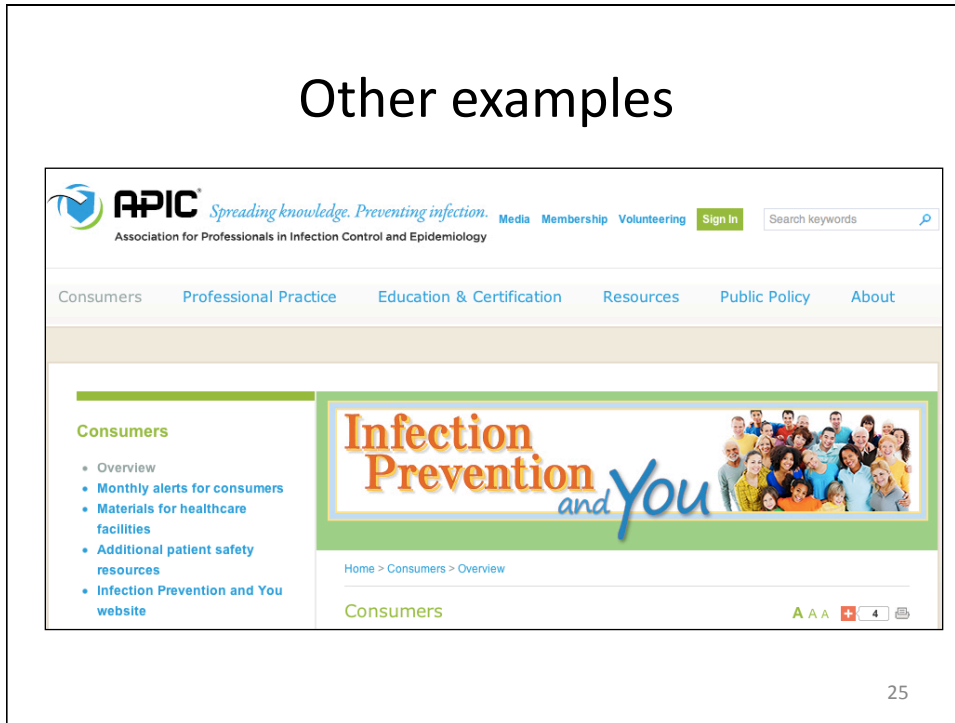 Other examples
APIC® Spreading knowledge. Preventing infection.
Association for Professionals in Infection Control and Epidemiology
Media Membership Volunteering Sign In Search keywords
Consumers Professional Practice Education & Certification Resources Public Policy About
Consumers
• Overview
• Monthly alerts for consumers
• Materials for healthcare
facilities
• Additional patient safety
resources
• Infection Prevention and You
website
Infection
Prevention
and You
Home > Consumers > Overview
Consumers
A A A + 4
25